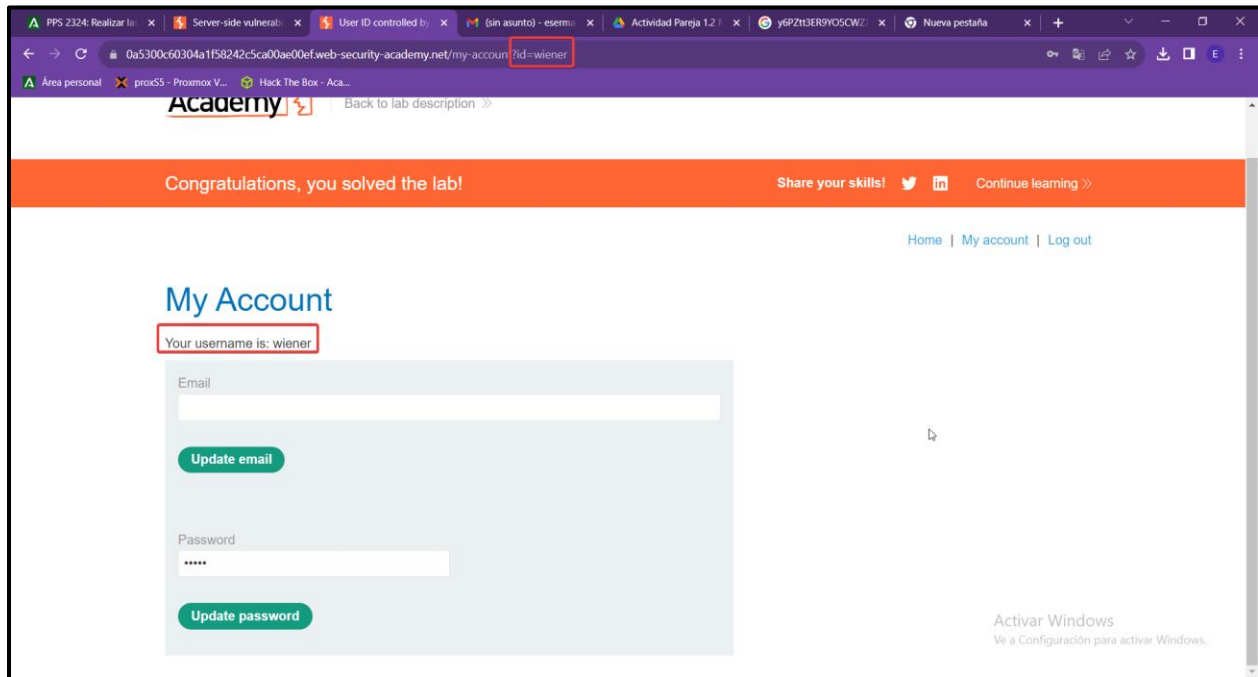 PPS 2324: Realizar la:
Server-side vulnerabi
User ID controlled by
(sin asunto) - eserma
Actividad Pareja 1.2
y6PZtt3ER9YO5CWZ
Nueva pestaña
0a5300c60304a1f58242c5ca00ae00ef.web-security-academy.net/my-account?id=wiener
E
Área personal
proxS5 - Proxmox V...
Hack The Box - Aca...
Academy
Back to lab description
Congratulations, you solved the lab!
Share your skills!
Continue learning
Home | My account | Log out
My Account
Your username is: wiener
Email
Update email
Password
•••••
Update password
Activar Windows
Ve a Configuración para activar Windows.